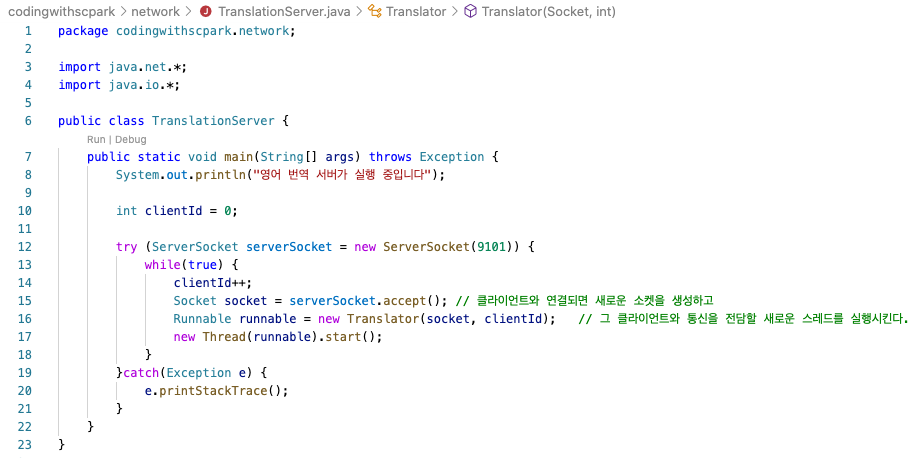 codingwithscpark > network > J TranslationServer.java > Translator > Translator(Socket, int)
1 package codingwithscpark.network;
2
3 import java.net.*;
4 import java.io.*;
5
6 public class TranslationServer {
Run | Debug
7 public static void main(String[] args) throws Exception {
8 System.out.println("영어 번역 서버가 실행 중입니다");
9
10 int clientId = 0;
11
12 try (ServerSocket serverSocket = new ServerSocket(9101)) {
13 while(true) {
14 clientId++;
15 Socket socket = serverSocket.accept(); // 클라이언트와 연결되면 새로운 소켓을 생성하고
16 Runnable runnable = new Translator(socket, clientId); // 그 클라이언트와 통신을 전담할 새로운 스레드를 실행시킨다.
17 new Thread(runnable).start();
18 }
19 }catch(Exception e) {
20 e.printStackTrace();
21 }
22 }
23 }